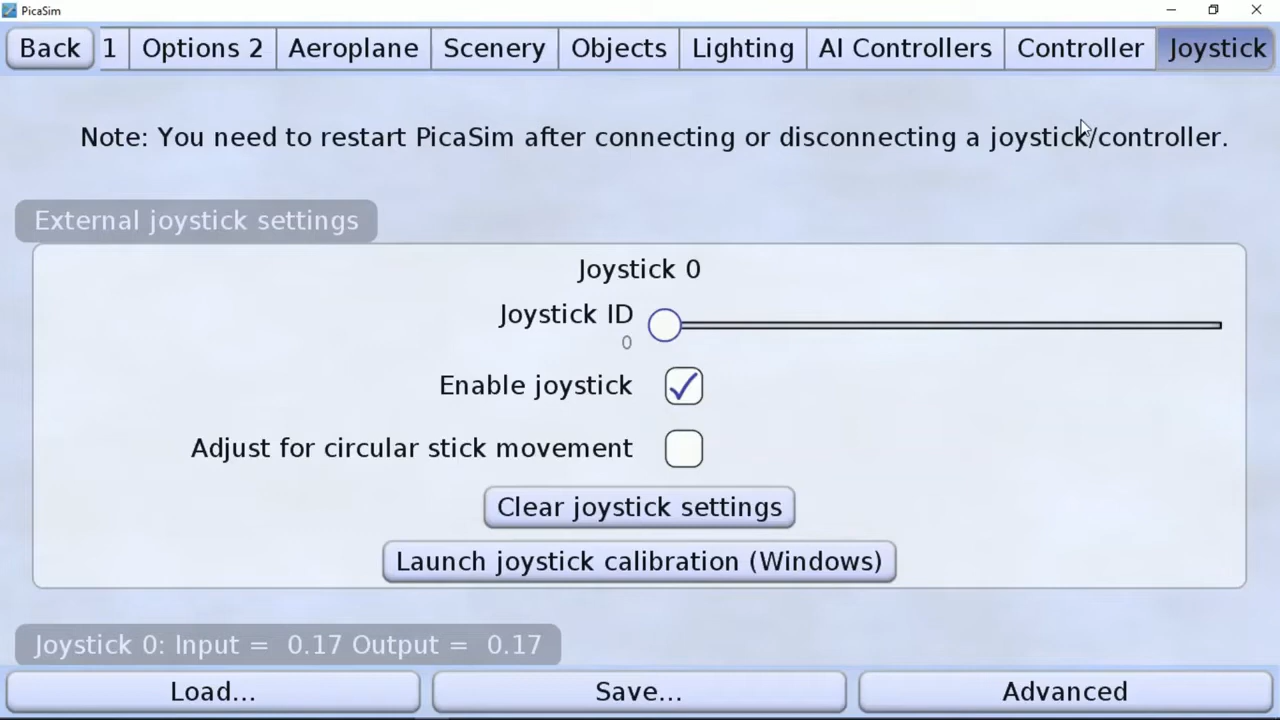 PicaSim
Back 1 Options 2 Aeroplane Scenery Objects Lighting AI Controllers Controller Joystick
Note: You need to restart PicaSim after connecting or disconnecting a joystick/controller.
External joystick settings
Joystick 0
Joystick ID
0
Enable joystick
Adjust for circular stick movement
Clear joystick settings
Launch joystick calibration (Windows)
Joystick 0: Input = 0.17 Output = 0.17
Load... Save... Advanced